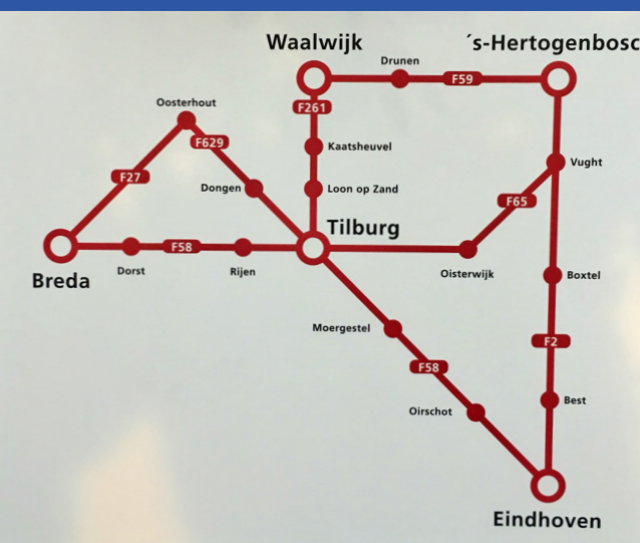 Waalwijk
´s-Hertogenbosc
Drunen
F59
Oosterhout
F261
F629
Kaatsheuvel
Vught
F27
Dongen
Loon op Zand
F65
Tilburg
F58
Breda
Dorst
Rijen
Oisterwijk
Boxtel
Moergestel
F2
F58
Best
Oirschot
Eindhoven